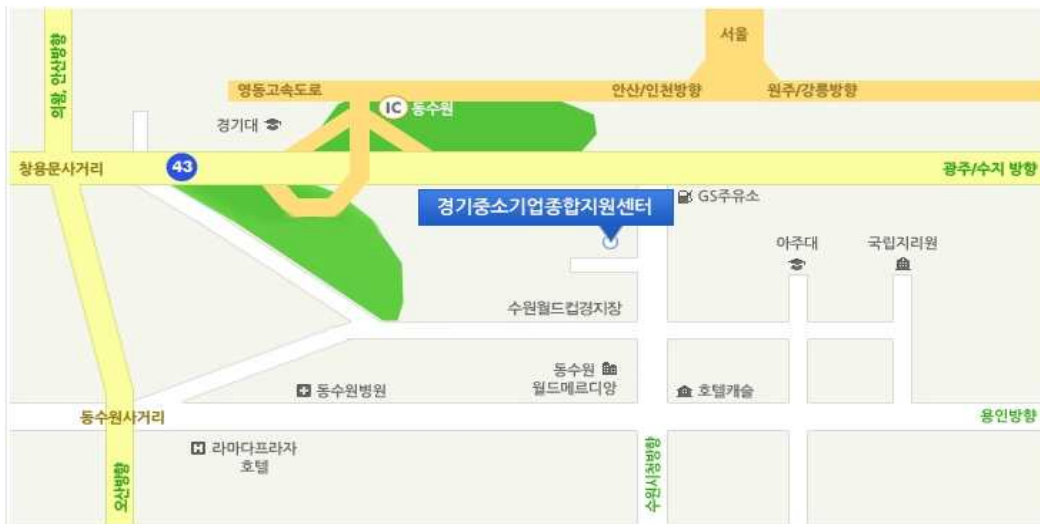 서울
의왕, 안산방향
영동고속도로
안산/인천방향
원주/강릉방향
IC 동수원
경기대
창용문사거리
43
광주/수지 방향
경기중소기업종합지원센터
GS주유소
아주대
국립지리원
수원월드컵경지장
동수원
월드메르디앙
동수원병원
호텔캐슬
동수원사거리
용인방향
H 라마다프라자
호텔
오산방향
수원시청방향